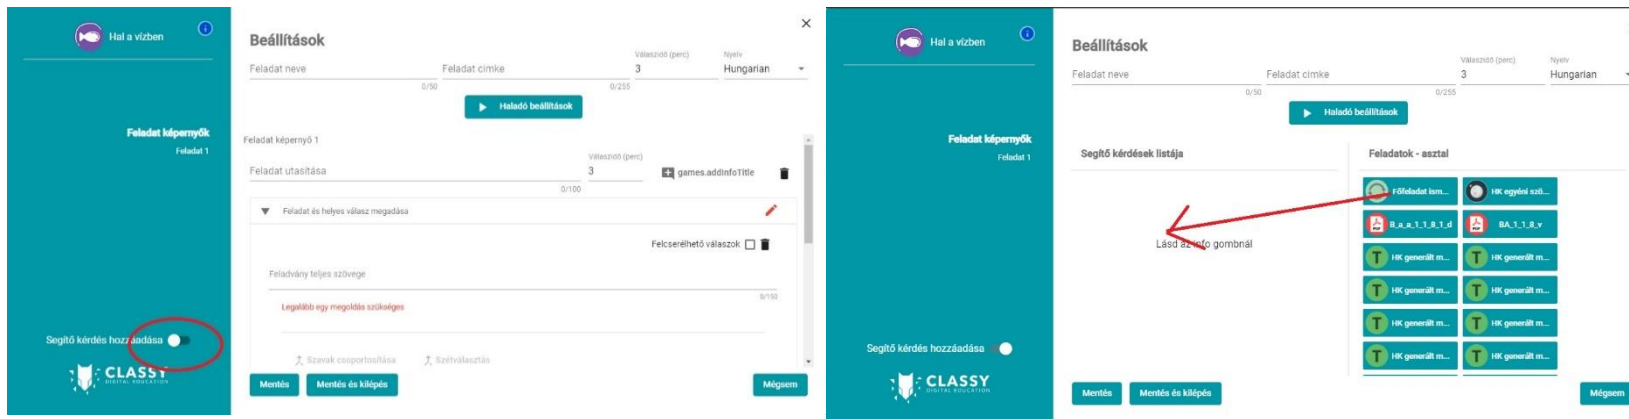 Hal a vízben
Beállítások
Feladat neve
0/50
Feladat címke
0/255
Válaszidő (perc)
3
Nyelv
Hungarian
Haladó beállítások
Feladat képernyők
Feladat 1
Feladat képernyő 1
Feladat utasítása
0/100
Válaszidő (perc)
3
games.addInfoTitle
Feladat és helyes válasz megadása
Felcserélhető válaszok
Feladvány teljes szövege
0/150
Legalább egy megoldás szükséges
Szavak csoportosítása
Szétválasztás
Segítő kérdés hozzáadása
CLASSY
DIGITAL EDUCATION
Mentés
Mentés és kilépés
Mégsem
Hal a vízben
Beállítások
Feladat neve
0/50
Feladat címke
0/255
Válaszidő (perc)
3
Nyelv
Hungarian
Haladó beállítások
Feladat képernyők
Feladat 1
Segítő kérdések listája
Lásd az info gombnál
Feladatok - asztal
Főfeladat ism...
HK egyéni szö...
B_a_a_1_1_8_1_d
BA_1_1_8_v
HK generált m...
HK generált m...
HK generált m...
HK generált m...
HK generált m...
HK generált m...
HK generált m...
HK generált m...
Segítő kérdés hozzáadása
CLASSY
DIGITAL EDUCATION
Mentés
Mentés és kilépés
Mégsem